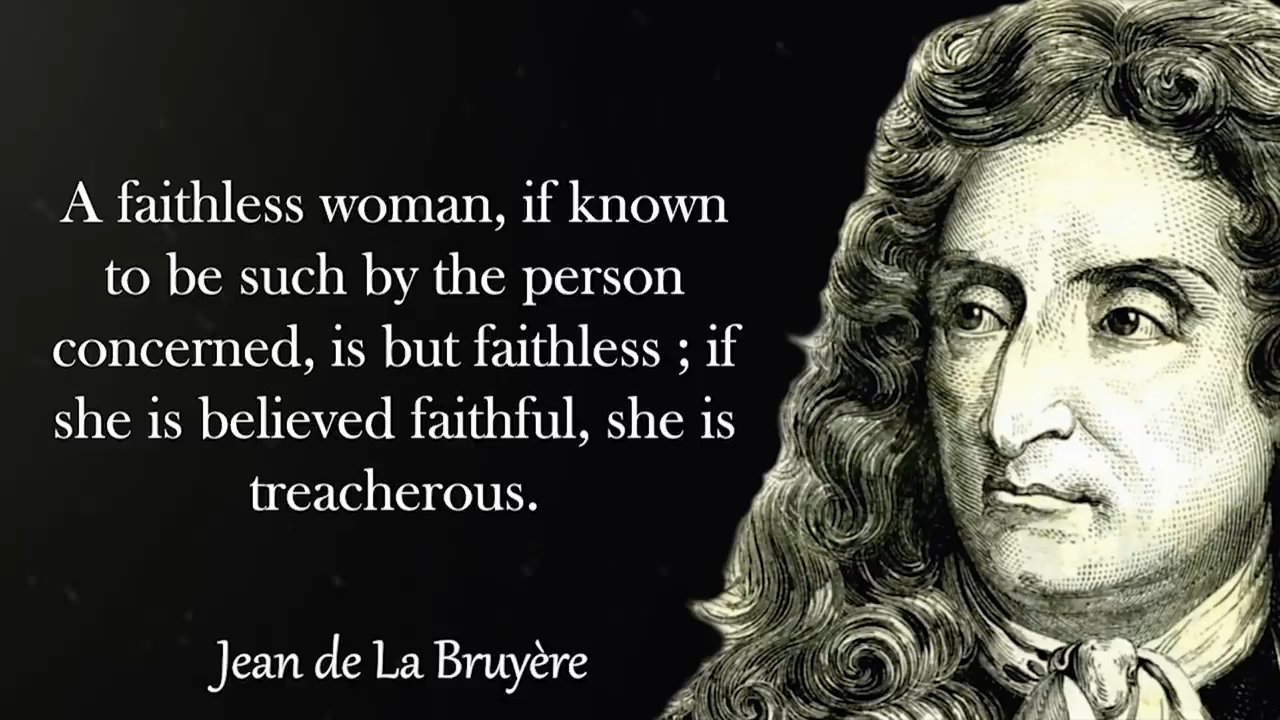 A faithless woman, if known
to be such by the person
concerned, is but faithless ; if
she is believed faithful, she is
treacherous.
Jean de La Bruyère